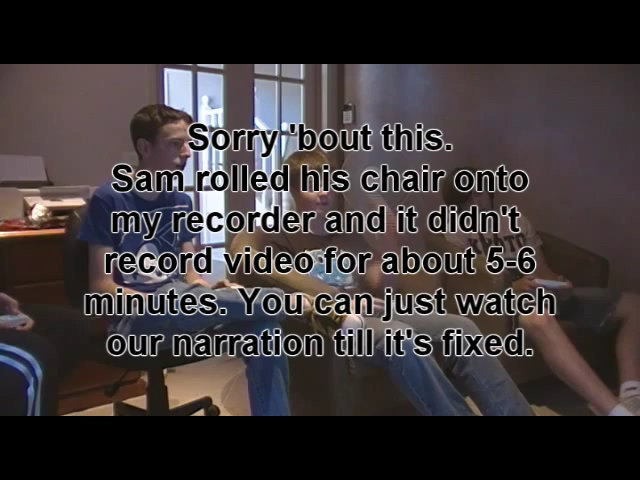 Sorry 'bout this.
Sam rolled his chair onto
my recorder and it didn't
record video for about 5-6
minutes. You can just watch
our narration till it's fixed.